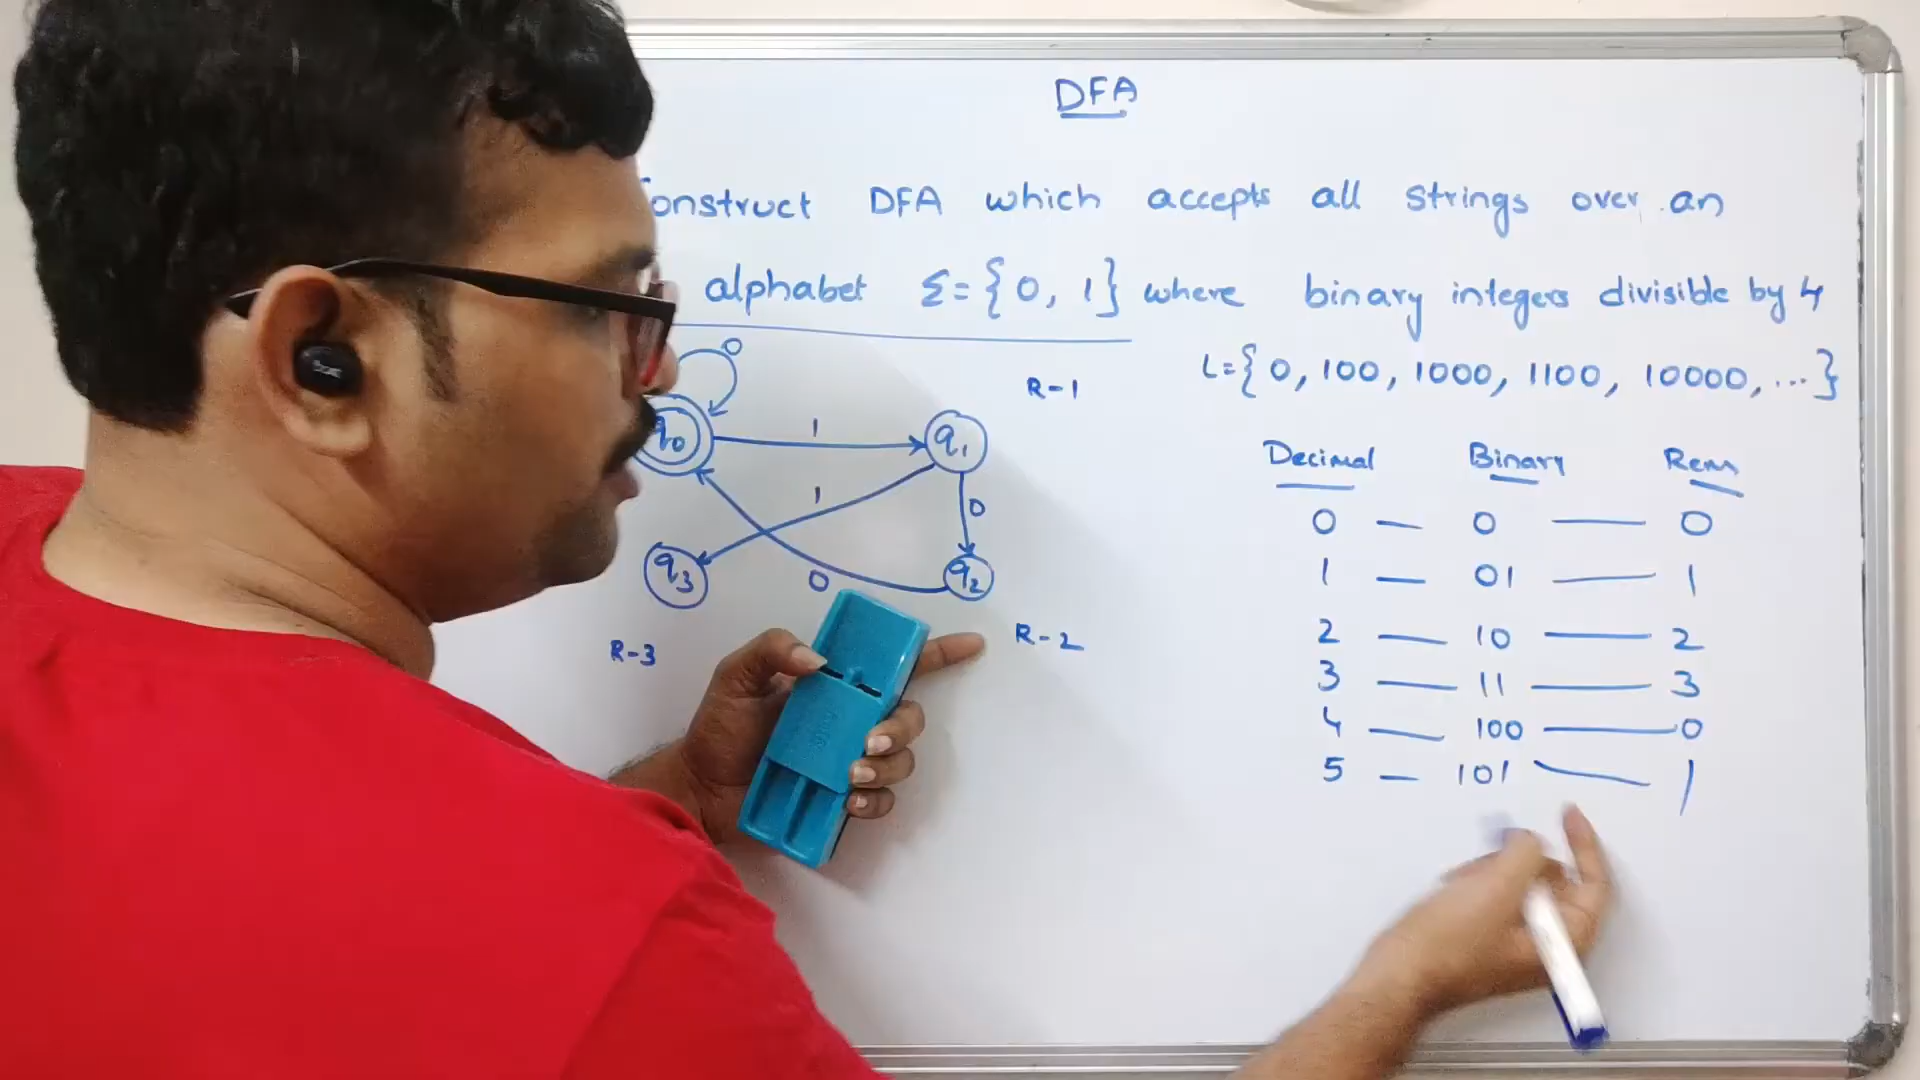 DFA
onstruct DFA which accepts all strings over an
alphabet Σ={0, 1} where binary integers divisible by 4
L={0, 100, 1000, 1100, 10000, ...}
0
R-1
q0
1
q1
1
0
q3
0
q2
R-3
R-2
Decimal Binary Rem
0 — 0 — 0
1 — 01 — 1
2 — 10 — 2
3 — 11 — 3
4 — 100 — 0
5 — 101 — 1